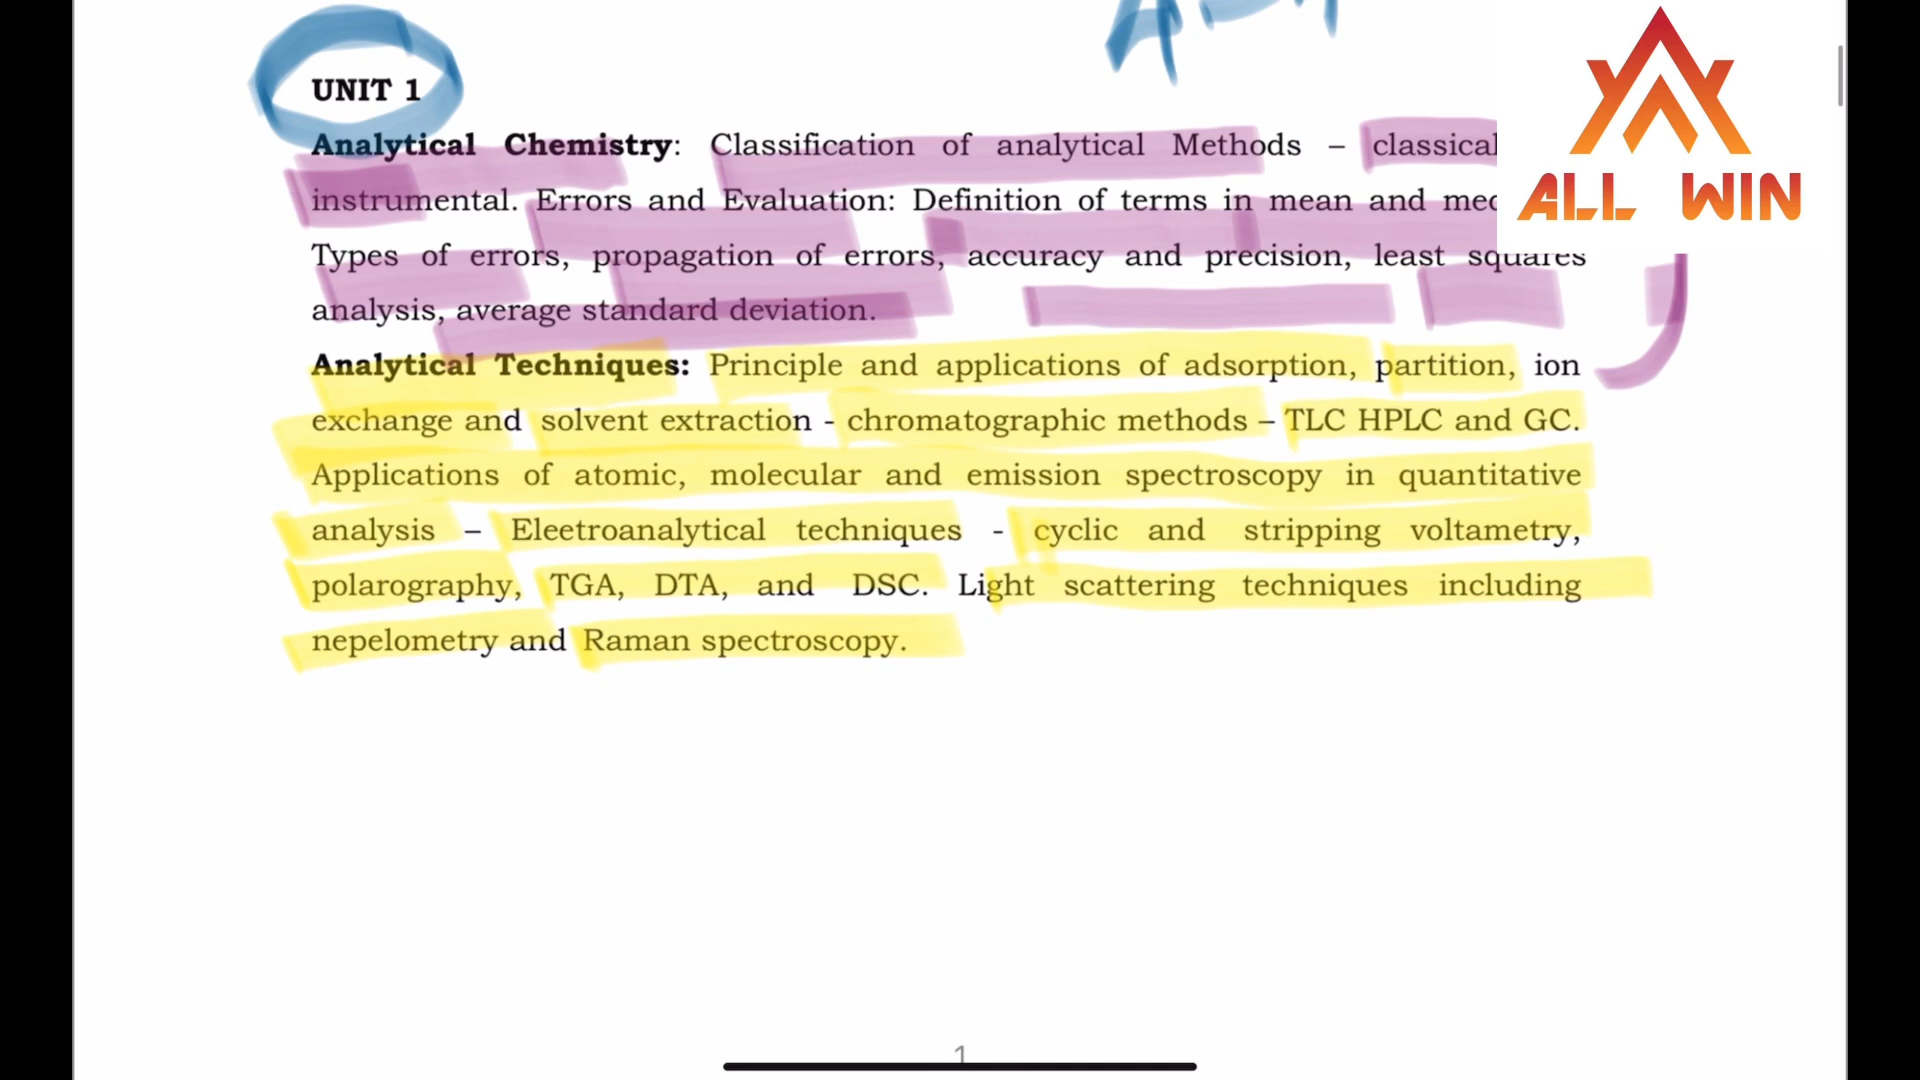 UNIT 1
Analytical Chemistry: Classification of analytical Methods – classical
instrumental. Errors and Evaluation: Definition of terms in mean and
Types of errors, propagation of errors, accuracy and precision, least squares
analysis, average standard deviation.
Analytical Techniques: Principle and applications of adsorption, partition, ion
exchange and solvent extraction - chromatographic methods – TLC HPLC and GC.
Applications of atomic, molecular and emission spectroscopy in quantitative
analysis – Eleetroanalytical techniques - cyclic and stripping voltametry,
polarography, TGA, DTA, and DSC. Light scattering techniques including
nepelometry and Raman spectroscopy.
ALL WIN
1